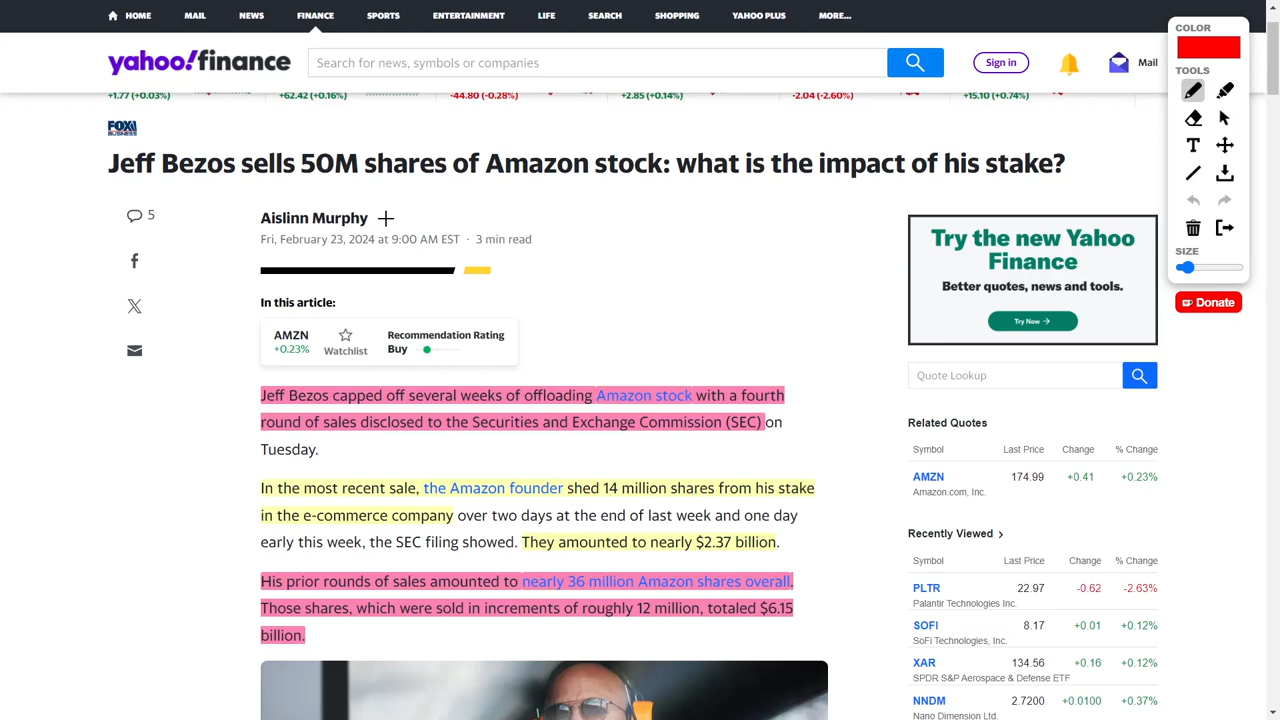 HOME MAIL NEWS FINANCE SPORTS ENTERTAINMENT LIFE SEARCH SHOPPING YAHOO PLUS MORE...
yahoo!finance
Search for news, symbols or companies
Sign in
Mail
+1.77 (+0.03%) +62.42 (+0.16%) -44.80 (-0.28%) +2.85 (+0.14%) -2.04 (-2.60%) +15.10 (+0.74%)
FOX
BUSINESS
Jeff Bezos sells 50M shares of Amazon stock: what is the impact of his stake?
5
Aislinn Murphy
Fri, February 23, 2024 at 9:00 AM EST · 3 min read
In this article:
AMZN
+0.23%
Watchlist
Recommendation Rating
Buy
Jeff Bezos capped off several weeks of offloading Amazon stock with a fourth
round of sales disclosed to the Securities and Exchange Commission (SEC) on
Tuesday.
In the most recent sale, the Amazon founder shed 14 million shares from his stake
in the e-commerce company over two days at the end of last week and one day
early this week, the SEC filing showed. They amounted to nearly $2.37 billion.
His prior rounds of sales amounted to nearly 36 million Amazon shares overall.
Those shares, which were sold in increments of roughly 12 million, totaled $6.15
billion.
Try the new Yahoo
Finance
Better quotes, news and tools.
Try Now →
Quote Lookup
Related Quotes
Symbol Last Price Change % Change
AMZN 174.99 +0.41 +0.23%
Amazon.com, Inc.
Recently Viewed
Symbol Last Price Change % Change
PLTR 22.97 -0.62 -2.63%
Palantir Technologies Inc.
SOFI 8.17 +0.01 +0.12%
SoFi Technologies, Inc.
XAR 134.56 +0.16 +0.12%
SPDR S&P Aerospace & Defense ETF
NNDM 2.7200 +0.0100 +0.37%
Nano Dimension Ltd.
COLOR
TOOLS
T
SIZE
Donate